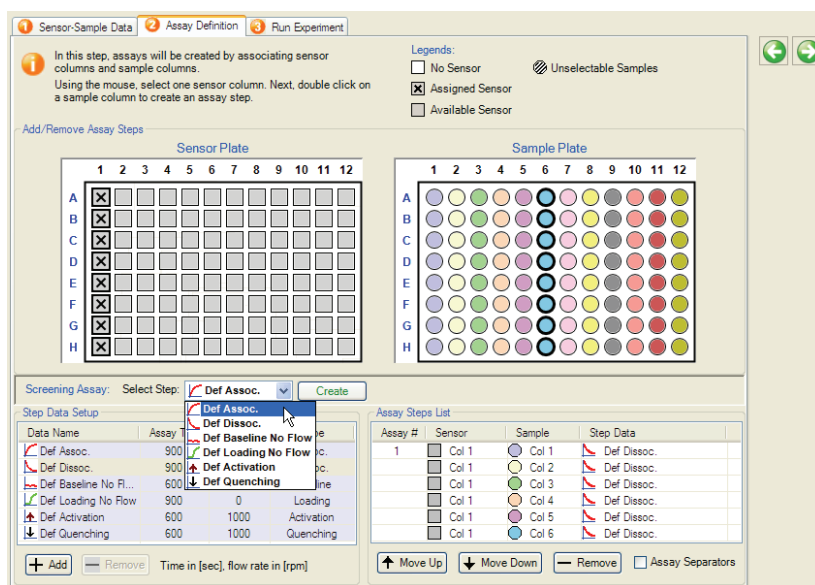 1 Sensor-Sample Data 2 Assay Definition 3 Run Experiment
In this step, assays will be created by associating sensor
columns and sample columns.
Using the mouse, select one sensor column. Next, double click on
a sample column to create an assay step.
Legends:
No Sensor Unselectable Samples
Assigned Sensor
Available Sensor
Add/Remove Assay Steps
Sensor Plate
1 2 3 4 5 6 7 8 9 10 11 12
A
B
C
D
E
F
G
H
Sample Plate
1 2 3 4 5 6 7 8 9 10 11 12
A
B
C
D
E
F
G
H
Screening Assay: Select Step: Def Assoc. Create
Def Assoc.
Def Dissoc.
Def Baseline No Flow
Def Loading No Flow
Def Activation
Def Quenching
Step Data Setup
Data Name Assay
Def Assoc. 900
Def Dissoc. 900
Def Baseline No Fl... 600
Def Loading No Flow 900 0 Loading
Def Activation 600 1000 Activation
Def Quenching 600 1000 Quenching
Add Remove Time in [sec], flow rate in [rpm]
Assay Steps List
Assay # Sensor Sample Step Data
1 Col 1 Col 1 Def Dissoc.
Col 1 Col 2 Def Dissoc.
Col 1 Col 3 Def Dissoc.
Col 1 Col 4 Def Dissoc.
Col 1 Col 5 Def Dissoc.
Col 1 Col 6 Def Dissoc.
Move Up Move Down Remove Assay Separators